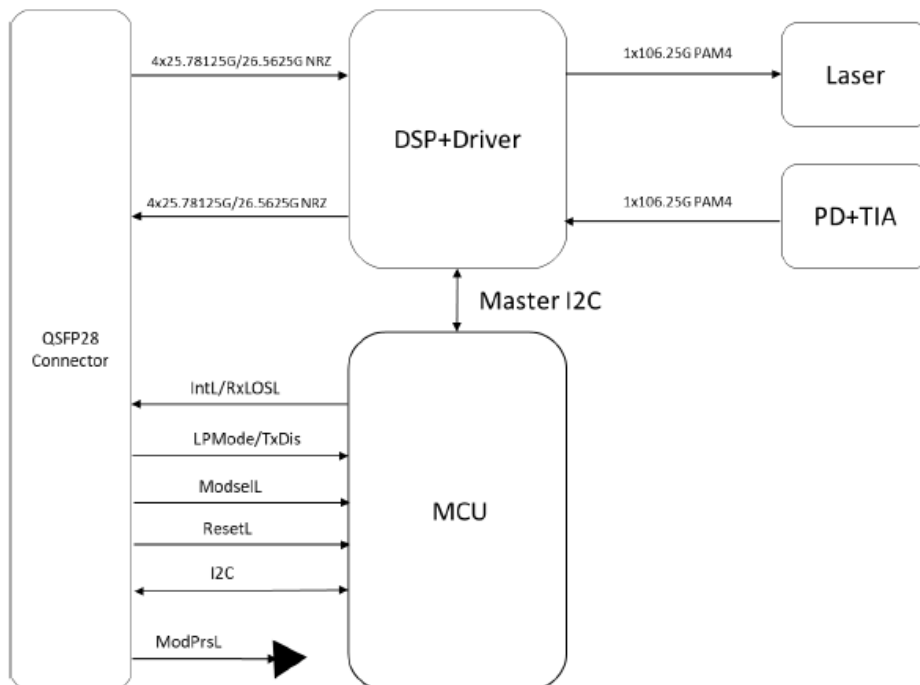 4x25.78125G/26.5625G NRZ
1x106.25G PAM4
Laser
DSP+Driver
4x25.78125G/26.5625G NRZ
1x106.25G PAM4
PD+TIA
Master I2C
QSFP28
Connector
IntL/RxLOSL
LPMode/TxDis
ModselL
MCU
ResetL
I2C
ModPrsL